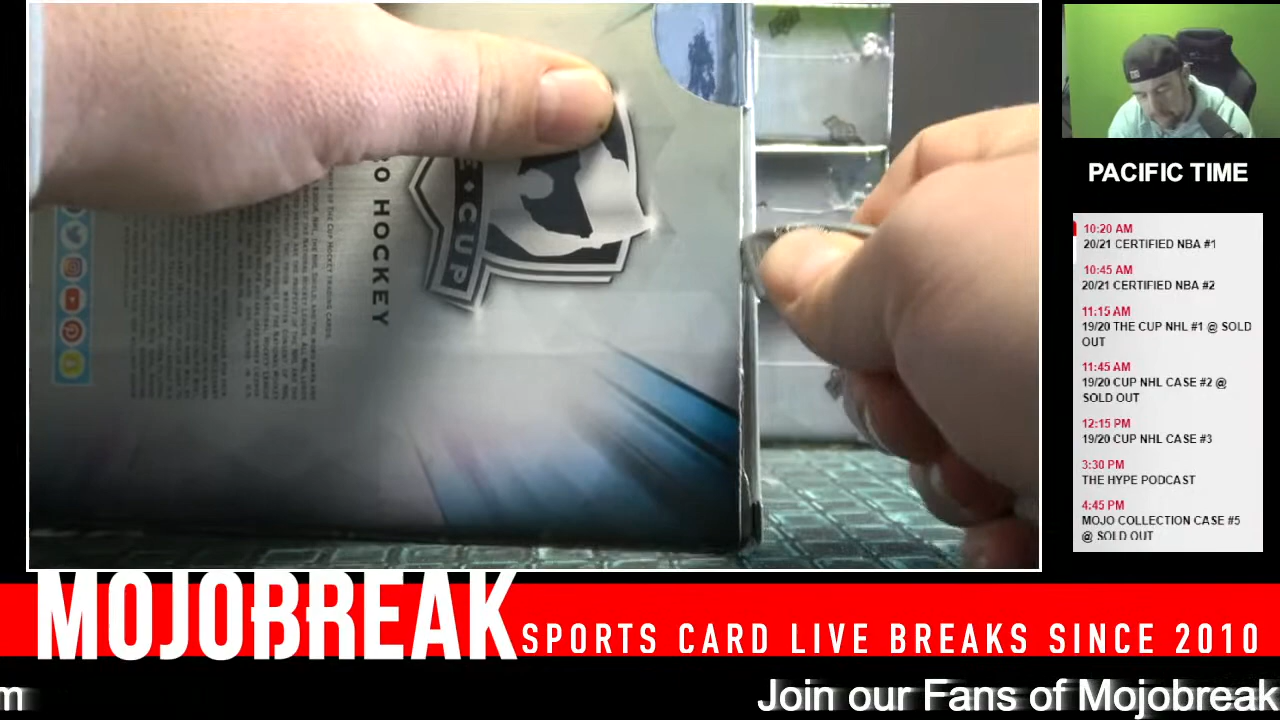 E • CUP
O HOCKEY
PACIFIC TIME
10:20 AM
20/21 CERTIFIED NBA #1
10:45 AM
20/21 CERTIFIED NBA #2
11:15 AM
19/20 THE CUP NHL #1 @ SOLD
OUT
11:45 AM
19/20 CUP NHL CASE #2 @
SOLD OUT
12:15 PM
19/20 CUP NHL CASE #3
3:30 PM
THE HYPE PODCAST
4:45 PM
MOJO COLLECTION CASE #5
@ SOLD OUT
MOJOBREAK
SPORTS CARD LIVE BREAKS SINCE 2010
m Join our Fans of Mojobreak